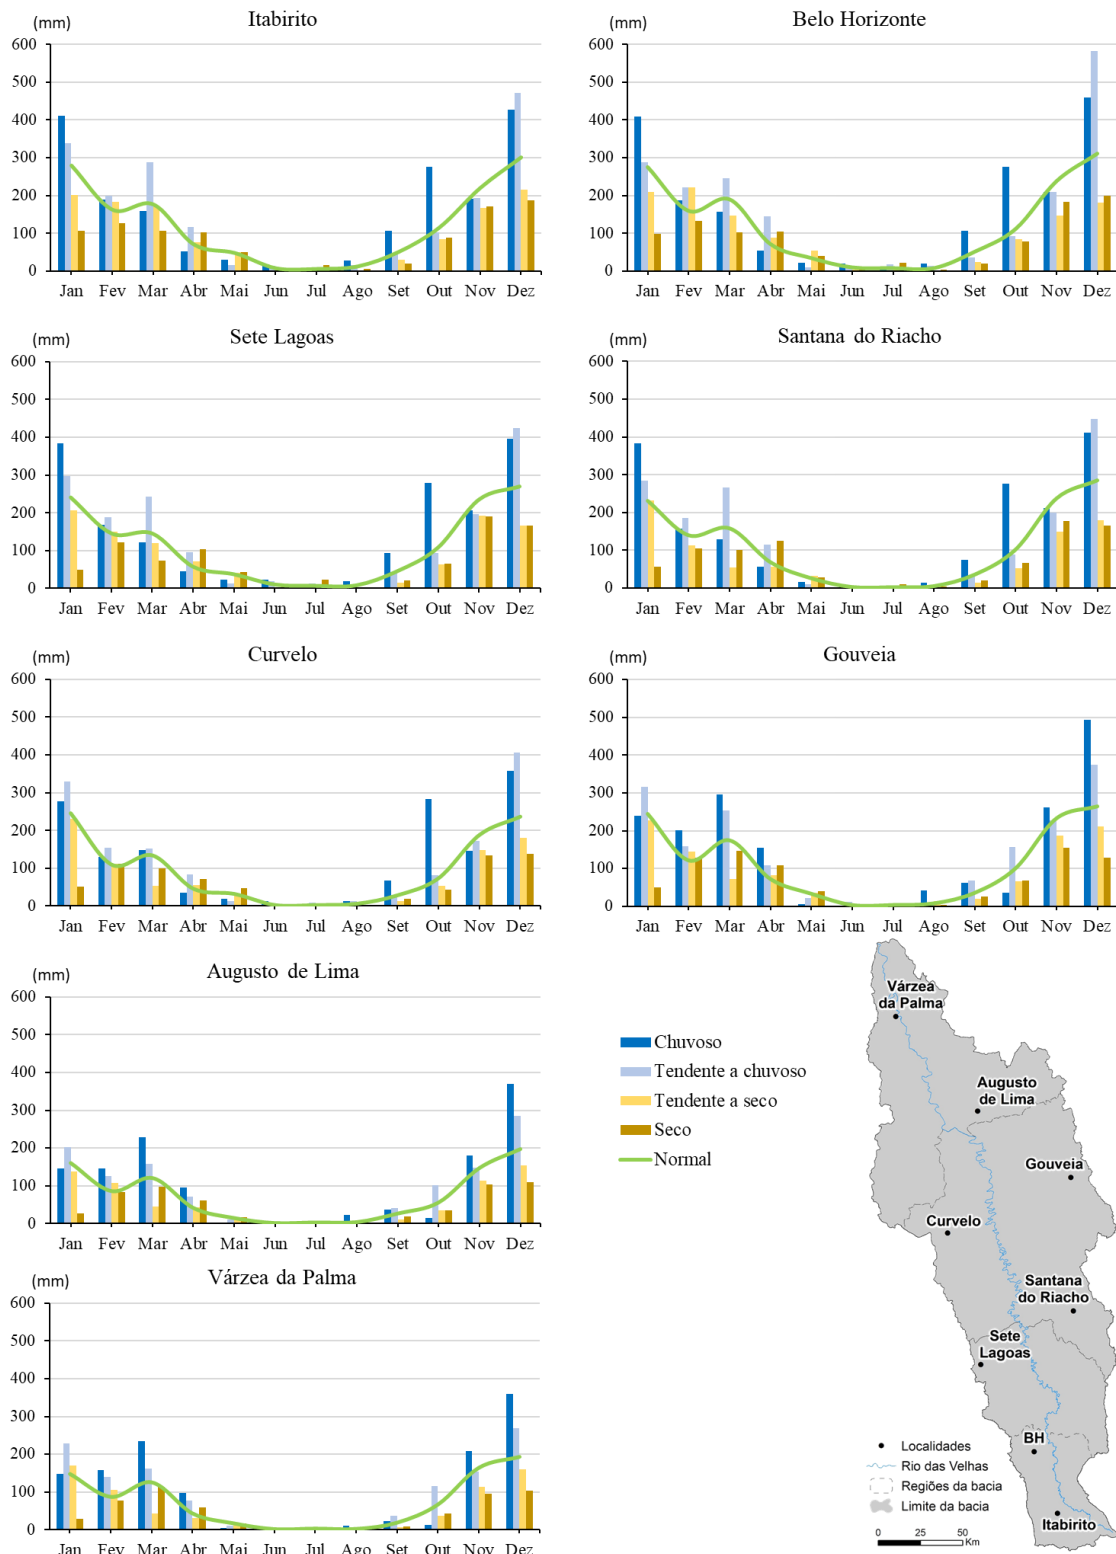 Itabirito
(mm)
600
500
400
300
200
100
0
Jan Fev Mar Abr Mai Jun Jul Ago Set Out Nov Dez
Belo Horizonte
(mm)
600
500
400
300
200
100
0
Jan Fev Mar Abr Mai Jun Jul Ago Set Out Nov Dez
Sete Lagoas
(mm)
600
500
400
300
200
100
0
Jan Fev Mar Abr Mai Jun Jul Ago Set Out Nov Dez
Santana do Riacho
(mm)
600
500
400
300
200
100
0
Jan Fev Mar Abr Mai Jun Jul Ago Set Out Nov Dez
Curvelo
(mm)
600
500
400
300
200
100
0
Jan Fev Mar Abr Mai Jun Jul Ago Set Out Nov Dez
Gouveia
(mm)
600
500
400
300
200
100
0
Jan Fev Mar Abr Mai Jun Jul Ago Set Out Nov Dez
Augusto de Lima
(mm)
600
500
400
300
200
100
0
Jan Fev Mar Abr Mai Jun Jul Ago Set Out Nov Dez
Várzea da Palma
(mm)
600
500
400
300
200
100
0
Jan Fev Mar Abr Mai Jun Jul Ago Set Out Nov Dez
Chuvoso
Tendente a chuvoso
Tendente a seco
Seco
Normal
Várzea
da Palma
Augusto
de Lima
Gouveia
Curvelo
Santana
do Riacho
Sete
Lagoas
BH
Itabirito
Localidades
Rio das Velhas
Regiões da bacia
Limite da bacia
0 25 50
Km